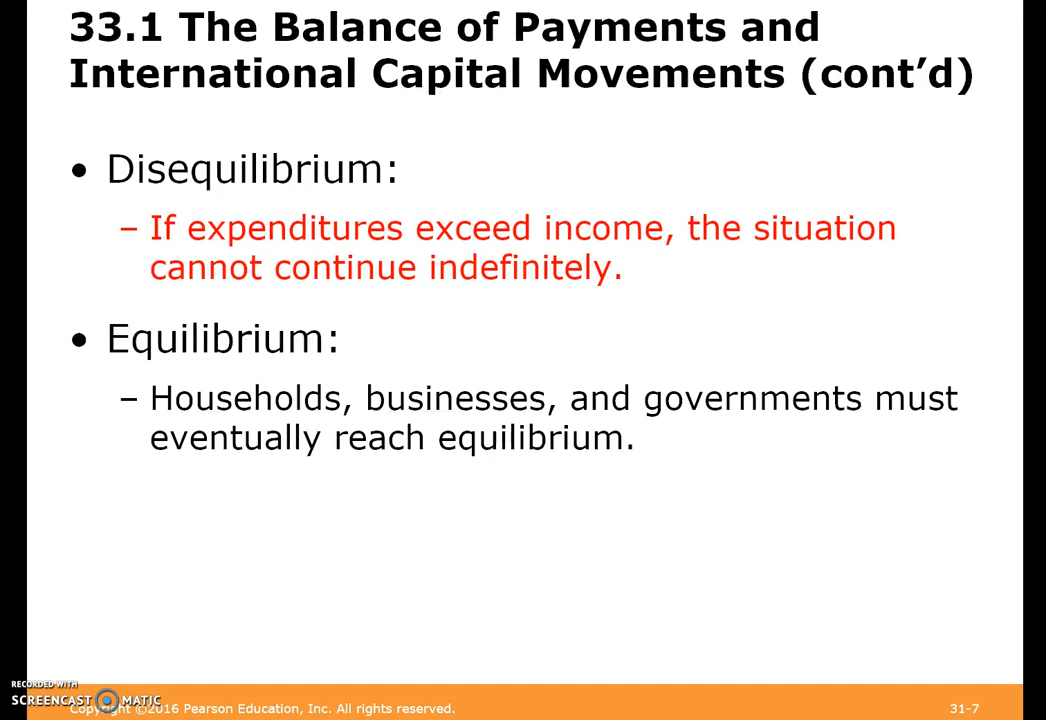 33.1 The Balance of Payments and
International Capital Movements (cont’d)
• Disequilibrium:
– If expenditures exceed income, the situation
cannot continue indefinitely.
• Equilibrium:
– Households, businesses, and governments must
eventually reach equilibrium.
RECORDED WITH
SCREENCAST MATIC
Copyright ©2016 Pearson Education, Inc. All rights reserved.
31-7